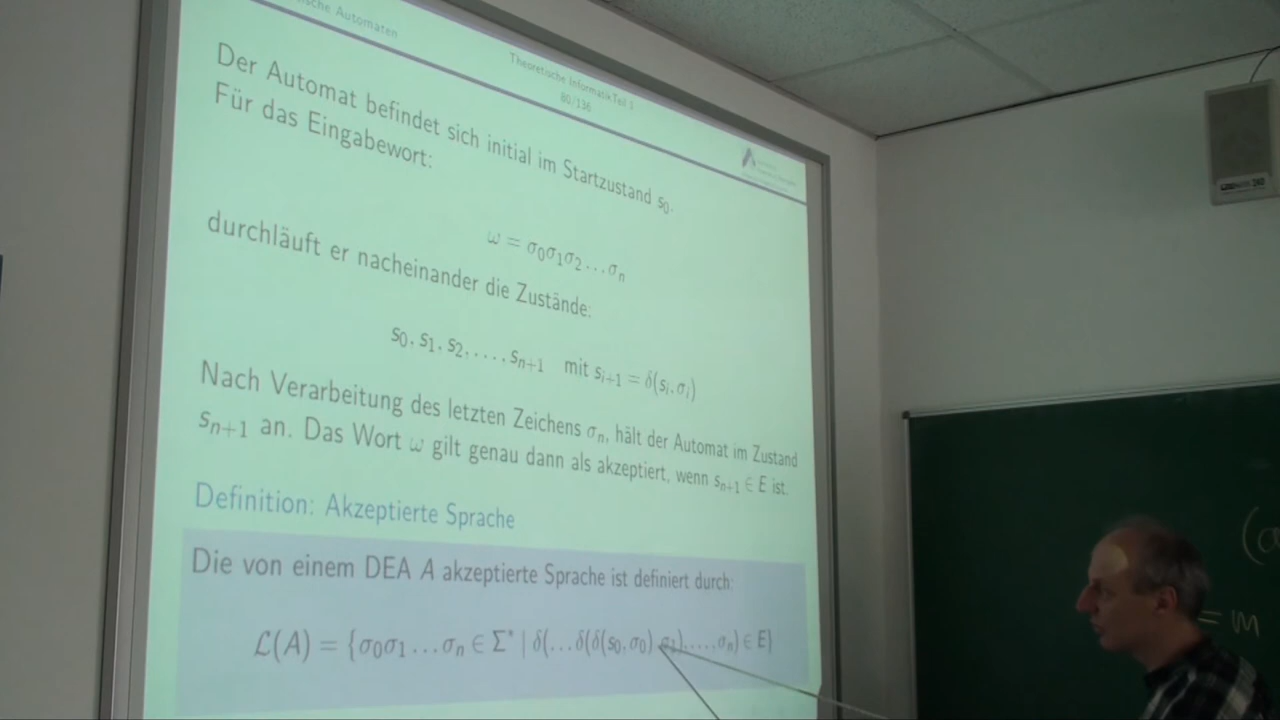 ische Automaten
Theoretische Informatik Teil 1
80/136
Der Automat befindet sich initial im Startzustand s₀.
Für das Eingabewort:
ω = σ₀σ₁σ₂ … σₙ
durchläuft er nacheinander die Zustände:
s₀, s₁, s₂, …, sₙ₊₁ mit sᵢ₊₁ = δ(sᵢ, σᵢ)
Nach Verarbeitung des letzten Zeichens σₙ, hält der Automat im Zustand
sₙ₊₁ an. Das Wort ω gilt genau dann als akzeptiert, wenn sₙ₊₁ ∈ E ist.
Definition: Akzeptierte Sprache
Die von einem DEA A akzeptierte Sprache ist definiert durch:
ℒ(A) = {σ₀σ₁ … σₙ ∈ Σ* | δ(… δ(δ(s₀, σ₀), σ₁), …, σₙ) ∈ E}
(a
= m